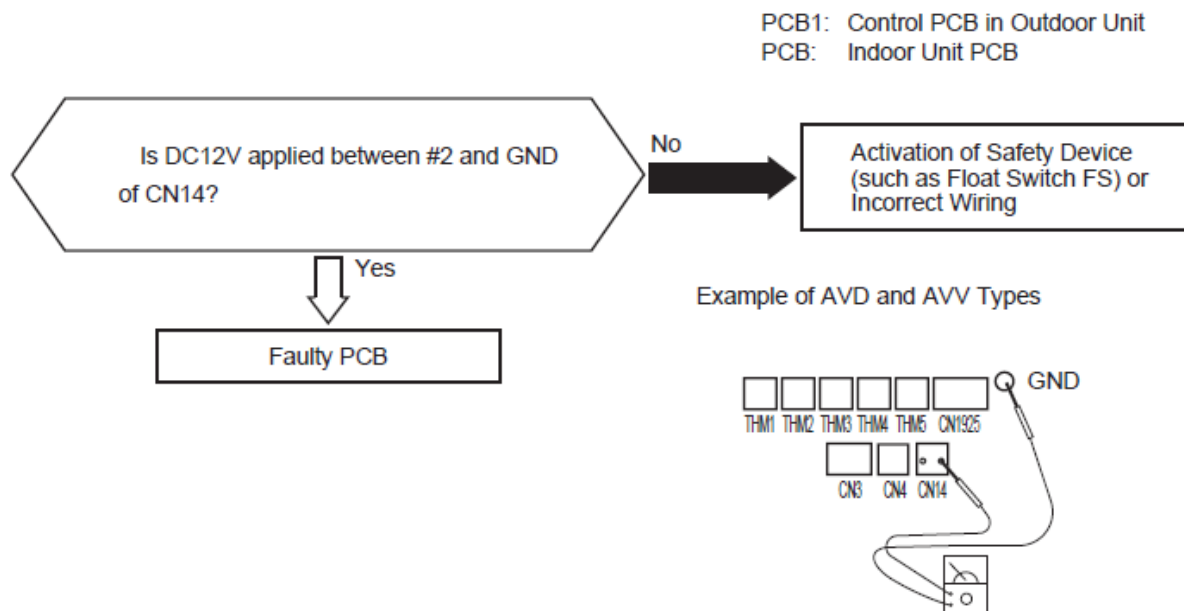 PCB1: Control PCB in Outdoor Unit
PCB: Indoor Unit PCB
Is DC12V applied between #2 and GND
of CN14?
No
Activation of Safety Device
(such as Float Switch FS) or
Incorrect Wiring
Yes
Faulty PCB
Example of AVD and AVV Types
GND
THM1 THM2 THM3 THM4 THM5 CN1925
CN3 CN4 CN14